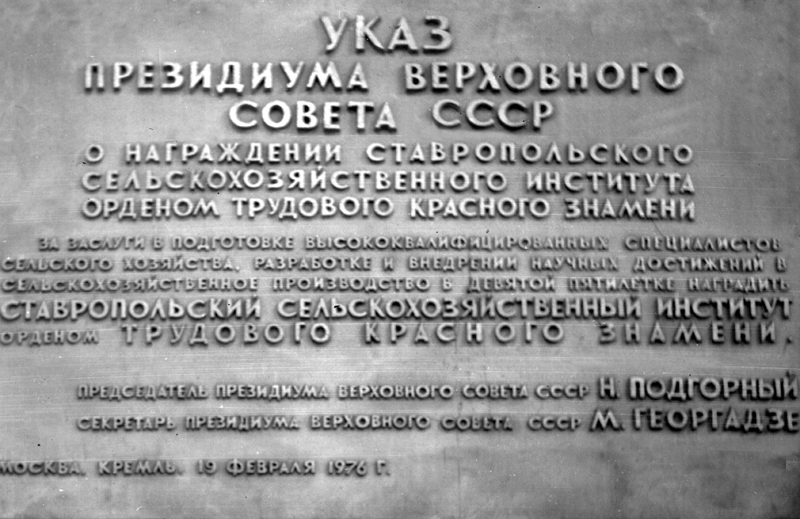 УКАЗ
ПРЕЗИДИУМА ВЕРХОВНОГО
СОВЕТА СССР
О НАГРАЖДЕНИИ СТАВРОПОЛЬСКОГО
СЕЛЬСКОХОЗЯЙСТВЕННОГО ИНСТИТУТА
ОРДЕНОМ ТРУДОВОГО КРАСНОГО ЗНАМЕНИ
ЗА ЗАСЛУГИ В ПОДГОТОВКЕ ВЫСОКОКВАЛИФИЦИРОВАННЫХ СПЕЦИАЛИСТОВ
СЕЛЬСКОГО ХОЗЯЙСТВА, РАЗРАБОТКЕ И ВНЕДРЕНИИ НАУЧНЫХ ДОСТИЖЕНИЙ В
СЕЛЬСКОХОЗЯЙСТВЕННОЕ ПРОИЗВОДСТВО В ДЕВЯТОЙ ПЯТИЛЕТКЕ НАГРАДИТЬ
СТАВРОПОЛЬСКИЙ СЕЛЬСКОХОЗЯЙСТВЕННЫЙ ИНСТИТУТ
ОРДЕНОМ ТРУДОВОГО КРАСНОГО ЗНАМЕНИ.
ПРЕДСЕДАТЕЛЬ ПРЕЗИДИУМА ВЕРХОВНОГО СОВЕТА СССР Н. ПОДГОРНЫЙ
СЕКРЕТАРЬ ПРЕЗИДИУМА ВЕРХОВНОГО СОВЕТА СССР М. ГЕОРГАДЗЕ
МОСКВА. КРЕМЛЬ. 19 ФЕВРАЛЯ 1976 Г.